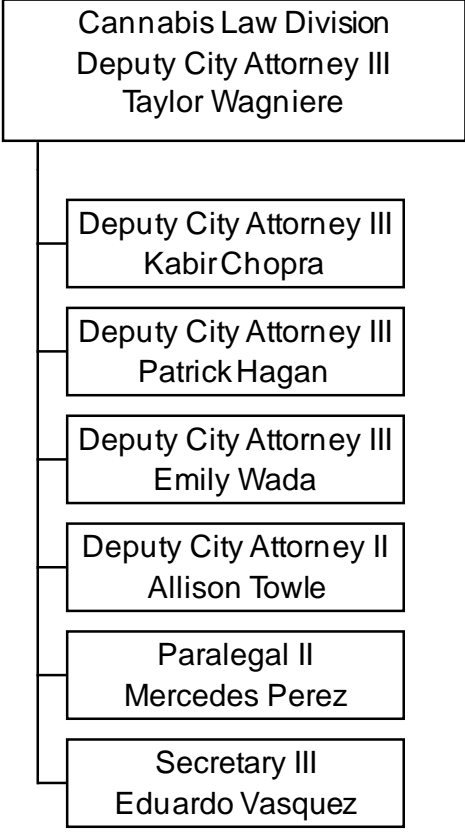 Cannabis Law Division
Deputy City Attorney III
Taylor Wagniere
Deputy City Attorney III
Kabir Chopra
Deputy City Attorney III
Patrick Hagan
Deputy City Attorney III
Emily Wada
Deputy City Attorney II
Allison Towle
Paralegal II
Mercedes Perez
Secretary III
Eduardo Vasquez